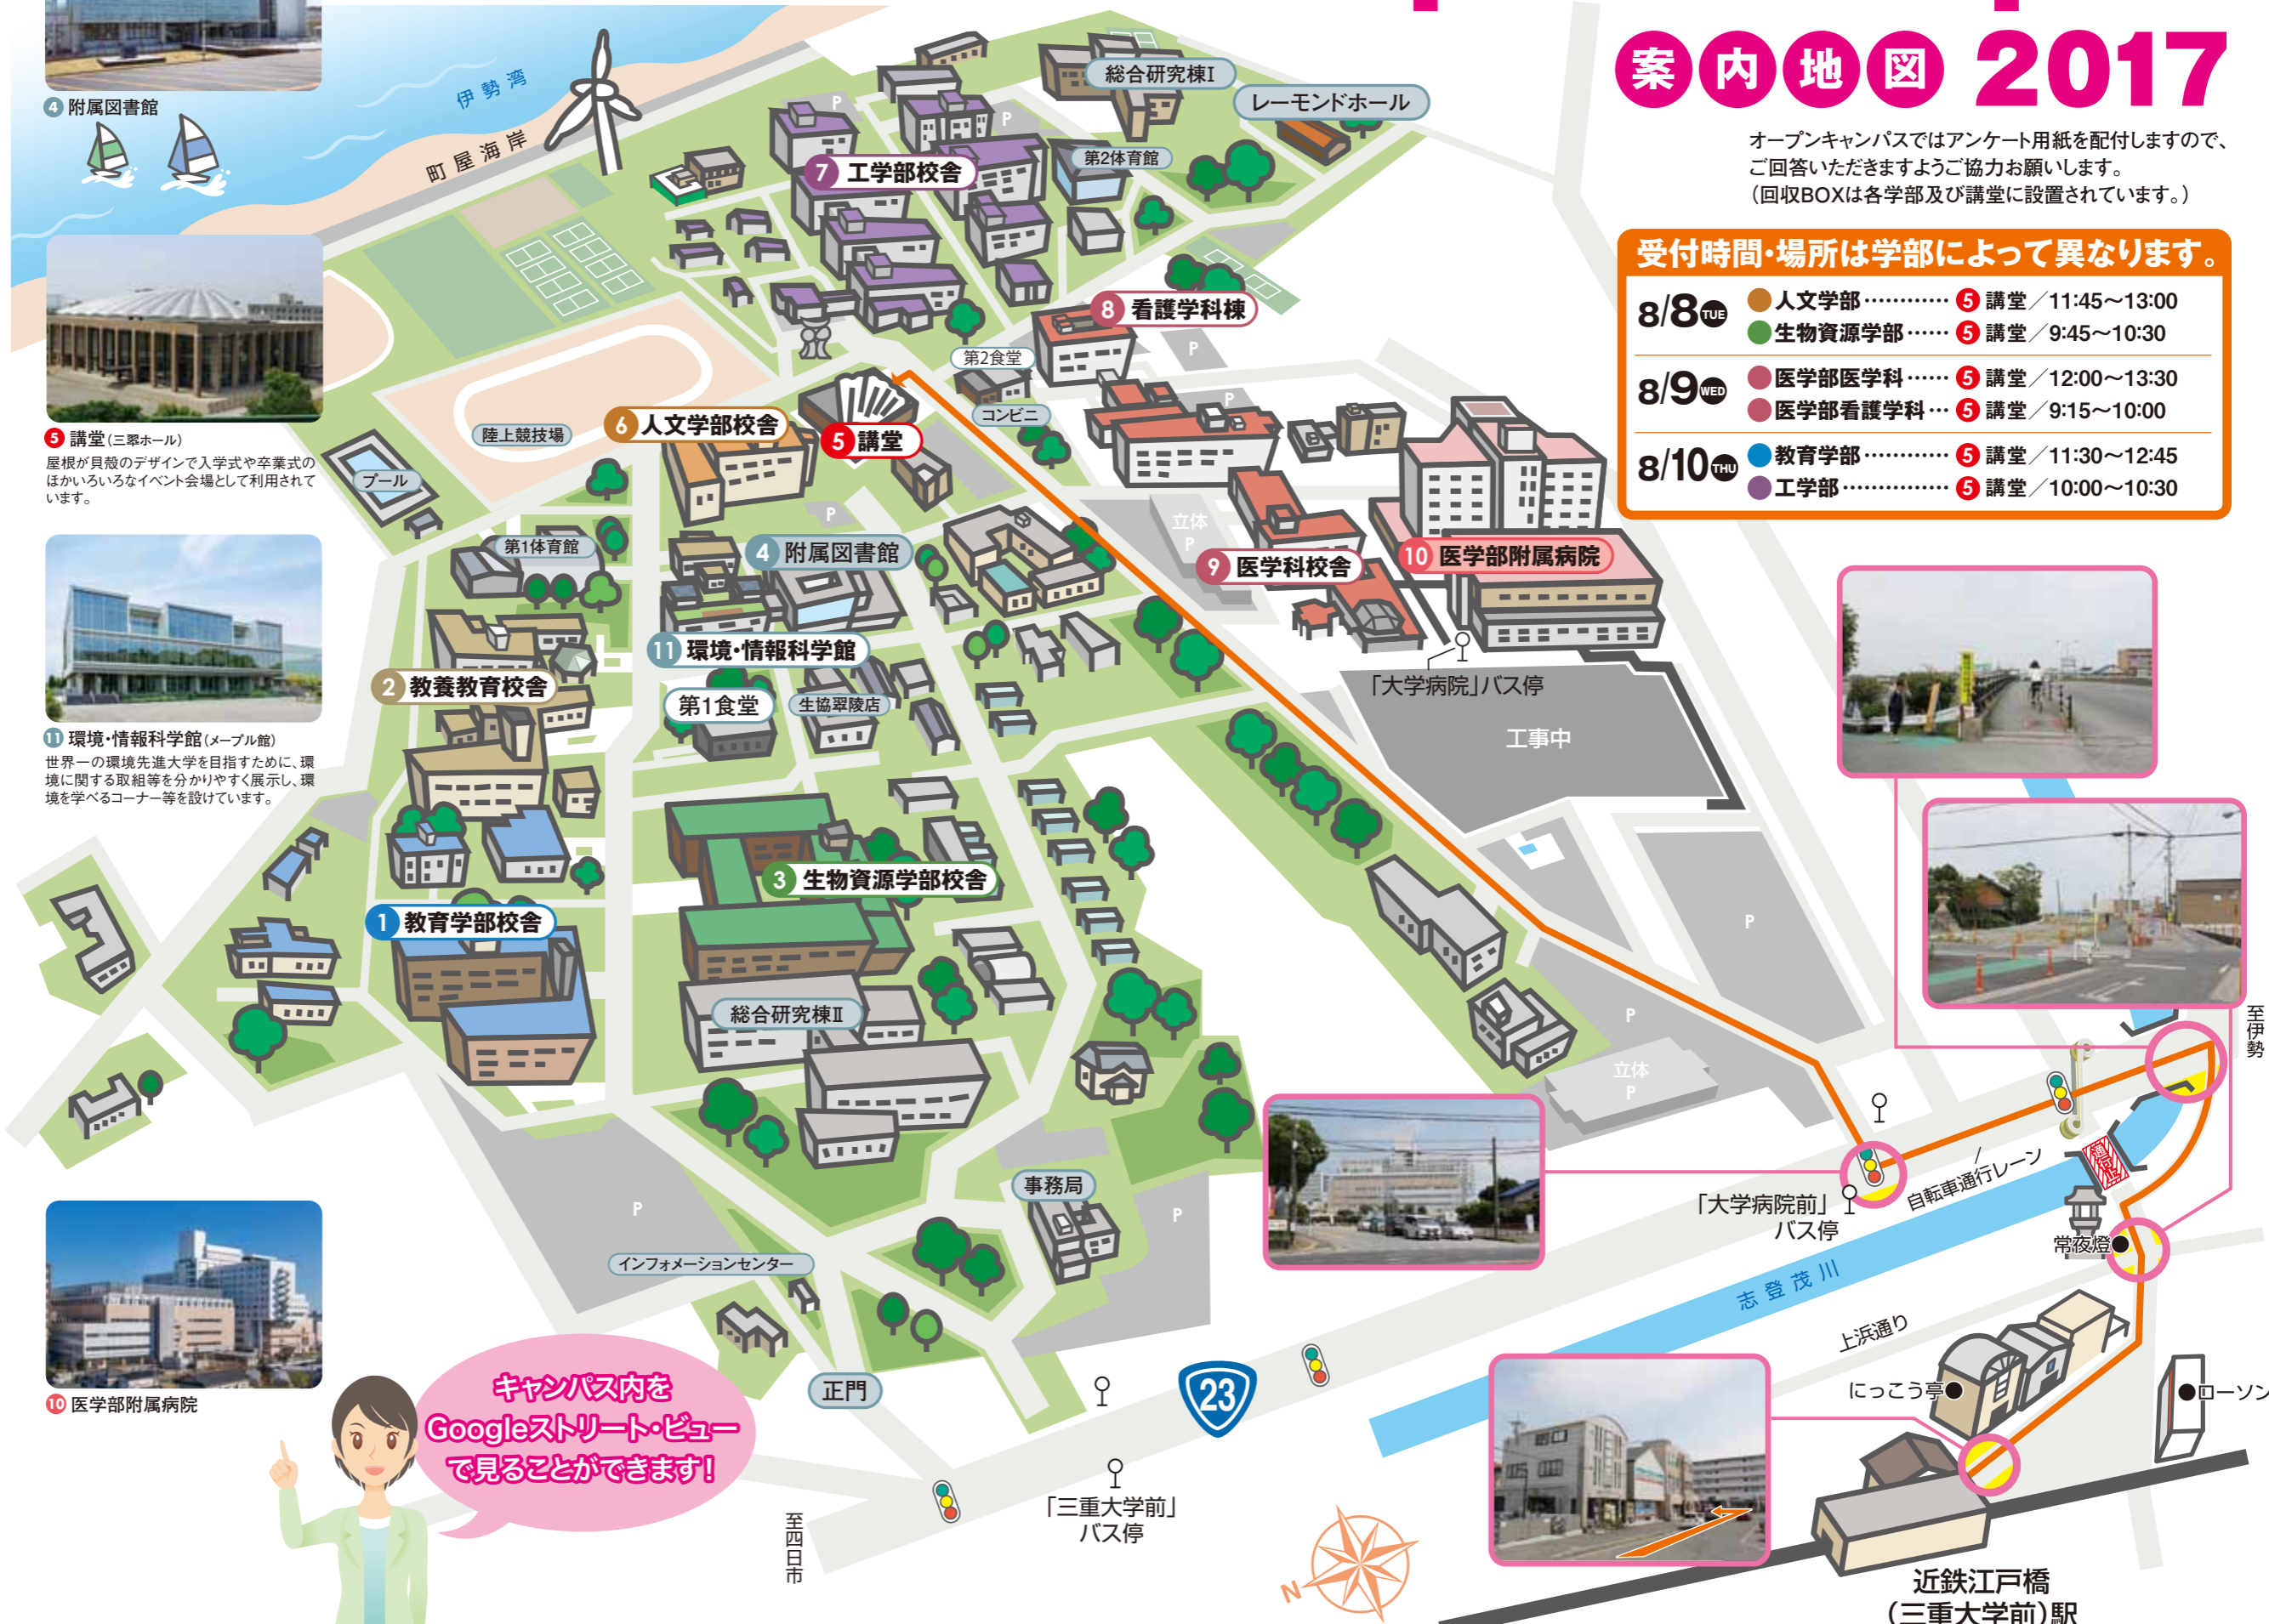 案内地図 2017
オープンキャンパスではアンケート用紙を配付しますので、
ご回答いただきますようご協力お願いします。
(回収BOXは各学部及び講堂に設置されています。)
受付時間・場所は学部によって異なります。
8/8 TUE
人文学部………… 5 講堂/11:45〜13:00
生物資源学部…… 5 講堂/9:45〜10:30
8/9 WED
医学部医学科…… 5 講堂/12:00〜13:30
医学部看護学科… 5 講堂/9:15〜10:00
8/10 THU
教育学部………… 5 講堂/11:30〜12:45
工学部…………… 5 講堂/10:00〜10:30
4 附属図書館
5 講堂(三翠ホール)
屋根が貝殻のデザインで入学式や卒業式の
ほかいろいろなイベント会場として利用されて
います。
11 環境・情報科学館(メープル館)
世界一の環境先進大学を目指すために、環
境に関する取組等を分かりやすく展示し、環
境を学べるコーナー等を設けています。
10 医学部附属病院
キャンパス内を
Googleストリート・ビュー
で見ることができます!
伊勢湾
町屋海岸
総合研究棟Ⅰ
レーモンドホール
P
P
第2体育館
7 工学部校舎
8 看護学科棟
第2食堂
P
P
コンビニ
6 人文学部校舎
5 講堂
陸上競技場
プール
P
第1体育館
4 附属図書館
立体
P
9 医学科校舎
10 医学部附属病院
11 環境・情報科学館
「大学病院」バス停
2 教養教育校舎
第1食堂
生協翠陵店
工事中
3 生物資源学部校舎
1 教育学部校舎
P
総合研究棟Ⅱ
P
立体
P
至伊勢
通行止
自転車通行レーン
「大学病院前」
バス停
常夜燈
事務局
P
P
インフォメーションセンター
志登茂川
上浜通り
にっこう亭
ローソン
正門
23
「三重大学前」
バス停
至四日市
N
近鉄江戸橋
(三重大学前)駅